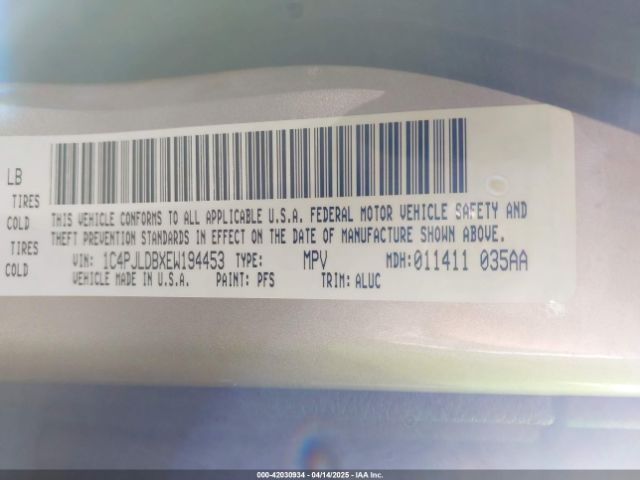 LB
TIRES
COLD
TIRES
COLD
THIS VEHICLE CONFORMS TO ALL APPLICABLE U.S.A. FEDERAL MOTOR VEHICLE SAFETY AND
THEFT PREVENTION STANDARDS IN EFFECT ON THE DATE OF MANUFACTURE SHOWN ABOVE.
VIN: 1C4PJLDBXEW194453 TYPE: MPV MDH:011411 035AA
VEHICLE MADE IN U.S.A. PAINT: PFS TRIM: ALUC
000-42030934 - 04/14/2025 - IAA Inc.